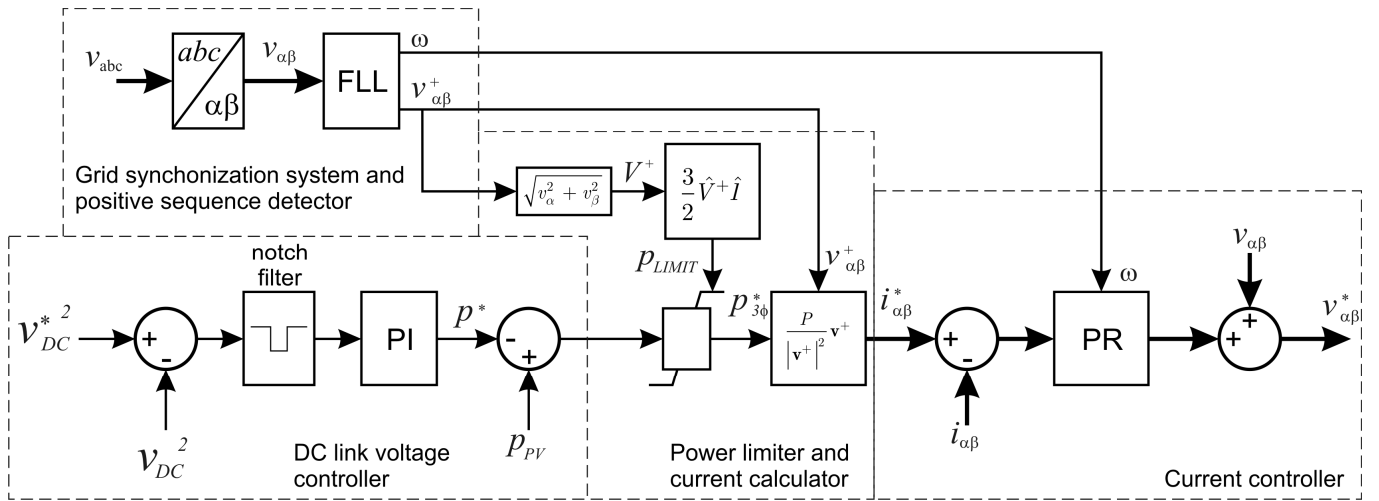 v_abc
abc
αβ
v_αβ
FLL
ω
v⁺_αβ
Grid synchonization system and
positive sequence detector
√(v_α² + v_β²)
V⁺
3/2 V̂⁺Î
p_LIMIT
v⁺_αβ
ω
v_αβ
notch
filter
v*_DC²
+
-
PI
p*
-
+
p*_3ϕ
P/|v⁺|² v⁺
i*_αβ
+
-
PR
+
+
v*_αβ
v_DC²
p_PV
i_αβ
DC link voltage
controller
Power limiter and
current calculator
Current controller